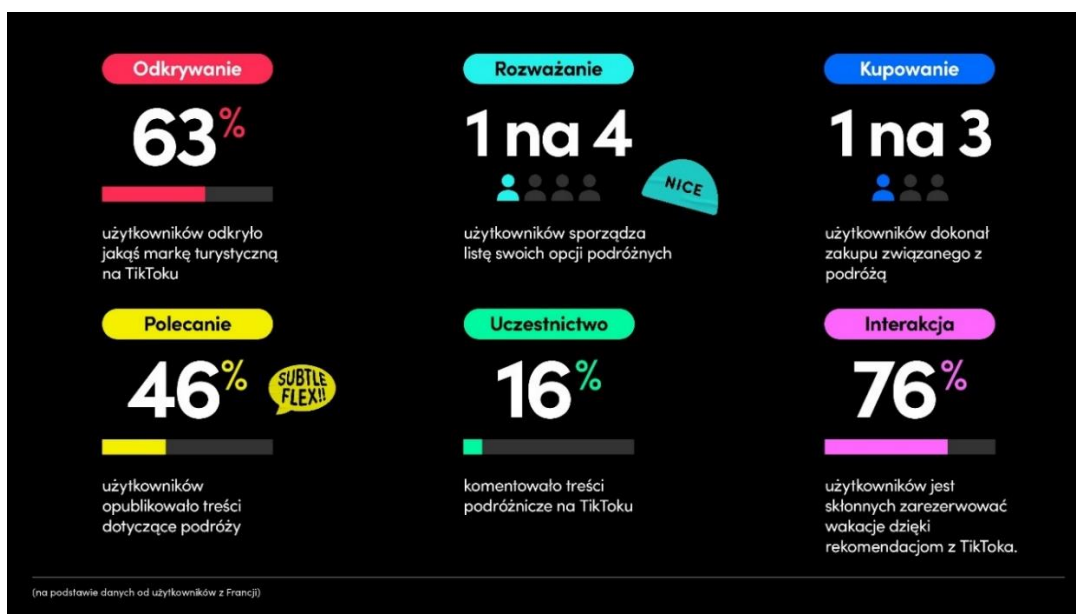 Odkrywanie
63%
użytkowników odkryło
jakąś markę turystyczną
na TikToku
Rozważanie
1 na 4
NICE
użytkowników sporządza
listę swoich opcji podróżnych
Kupowanie
1 na 3
użytkowników dokonał
zakupu związanego z
podróżą
Polecanie
46%
SUBTLE
FLEX!!
użytkowników
opublikowało treści
dotyczące podróży
Uczestnictwo
16%
komentowało treści
podróżnicze na TikToku
Interakcja
76%
użytkowników jest
skłonnych zarezerwować
wakacje dzięki
rekomendacjom z TikToka.
(na podstawie danych od użytkowników z Francji)